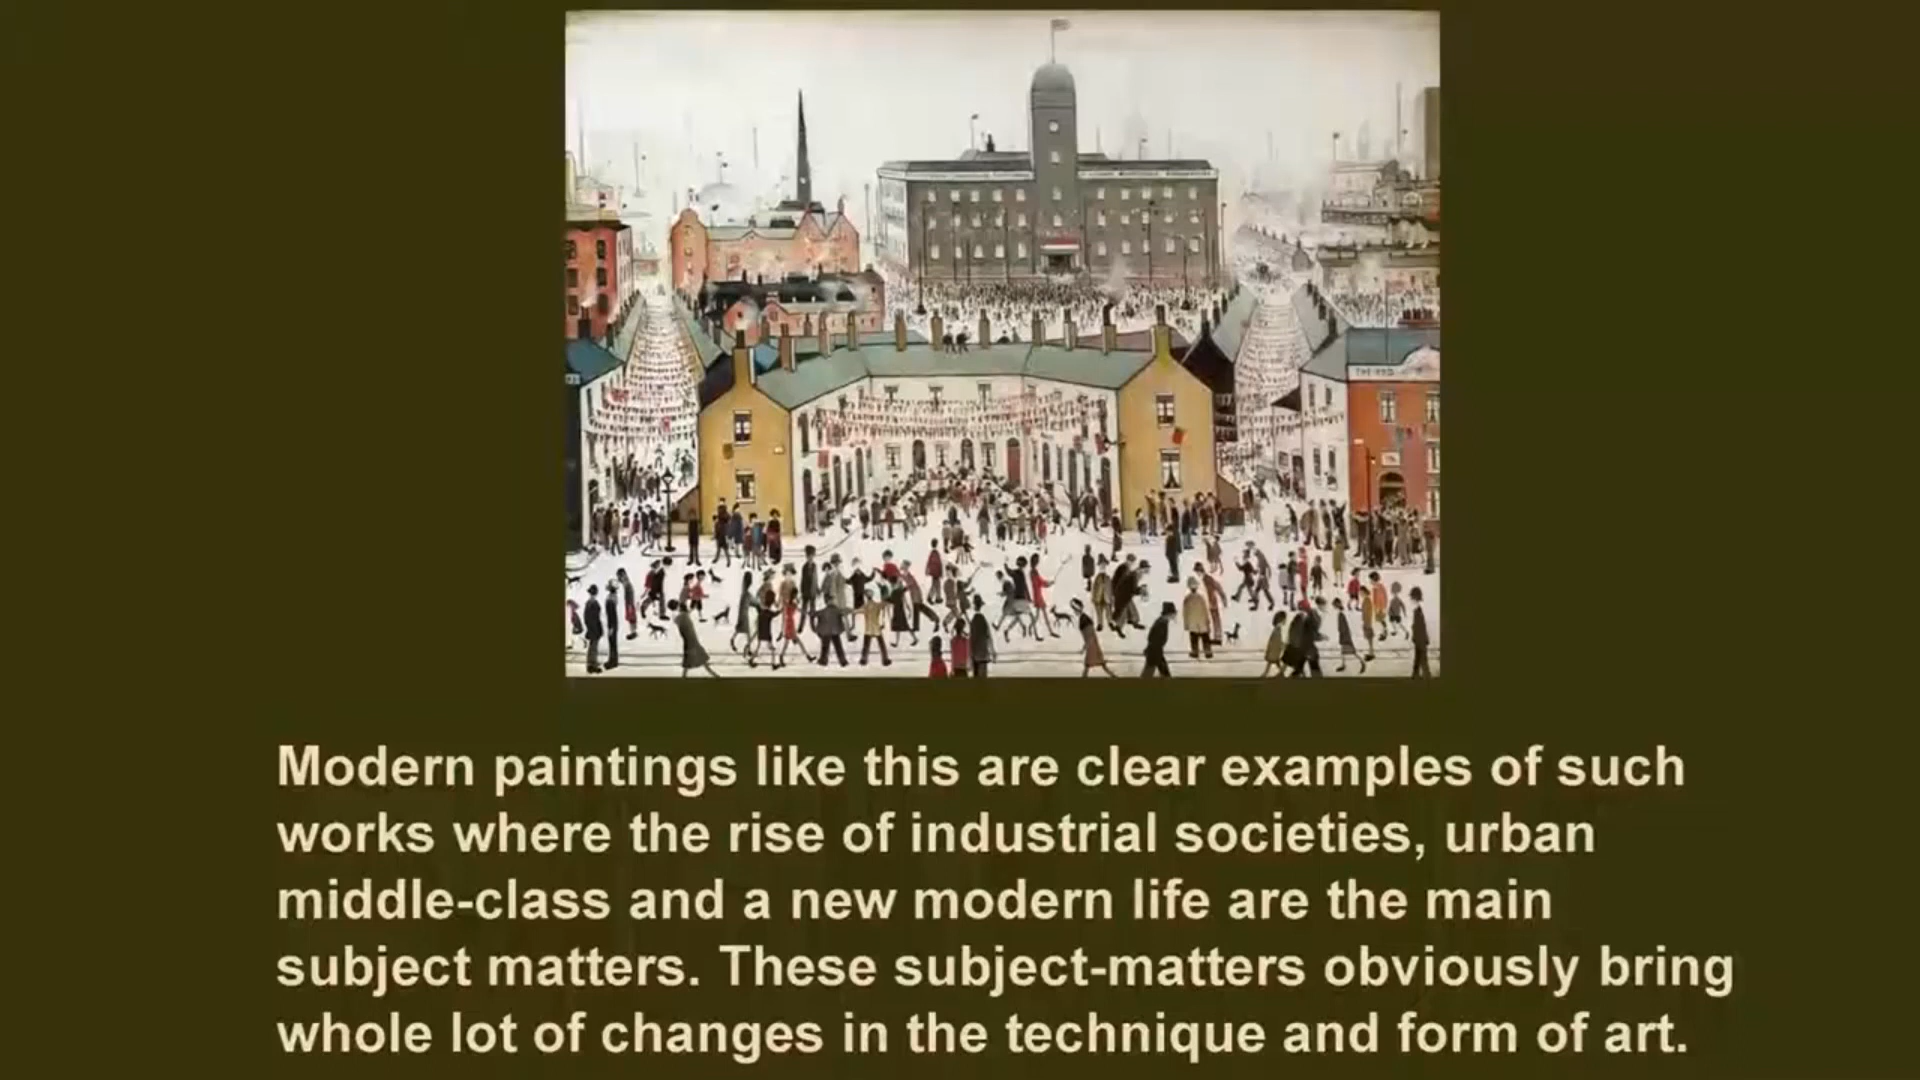 Modern paintings like this are clear examples of such
works where the rise of industrial societies, urban
middle-class and a new modern life are the main
subject matters. These subject-matters obviously bring
whole lot of changes in the technique and form of art.